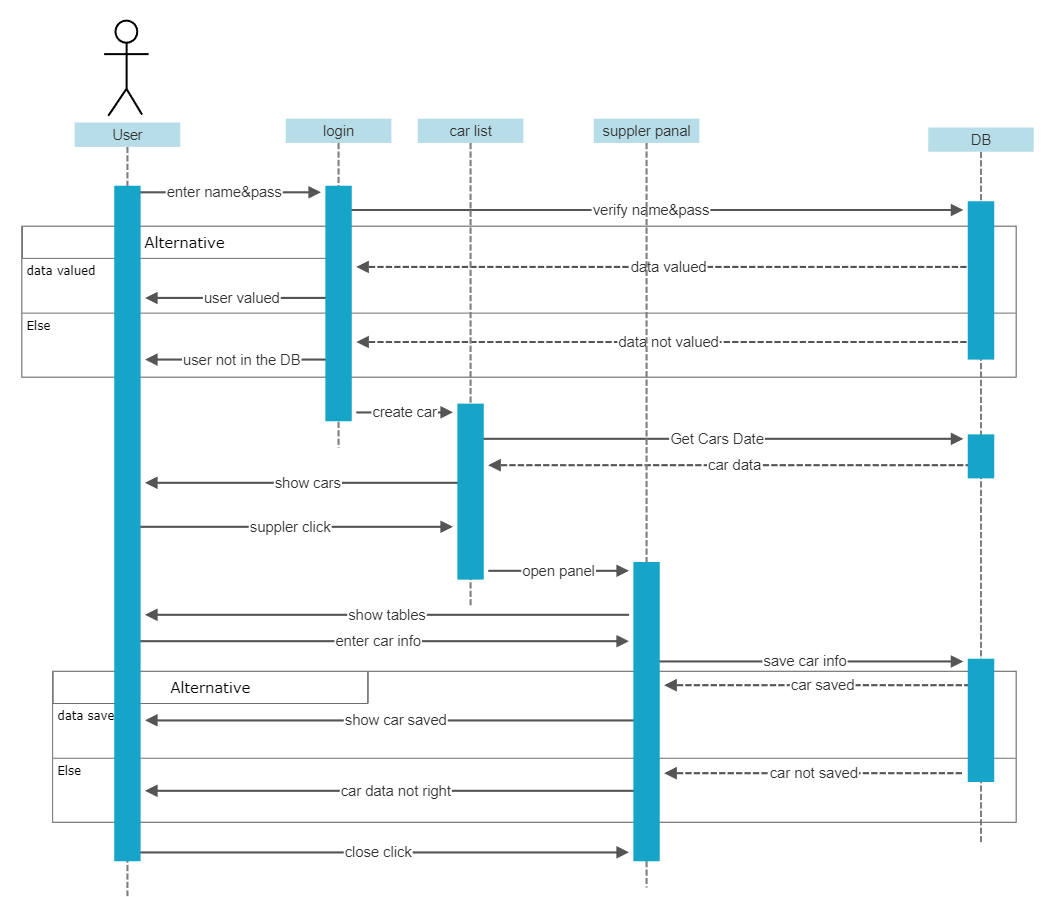 User
login
car list
suppler panal
DB
enter name&pass
verify name&pass
Alternative
data valued
data valued
user valued
Else
data not valued
user not in the DB
create car
Get Cars Date
car data
show cars
suppler click
open panel
show tables
enter car info
save car info
Alternative
car saved
data save
show car saved
Else
car not saved
car data not right
close click